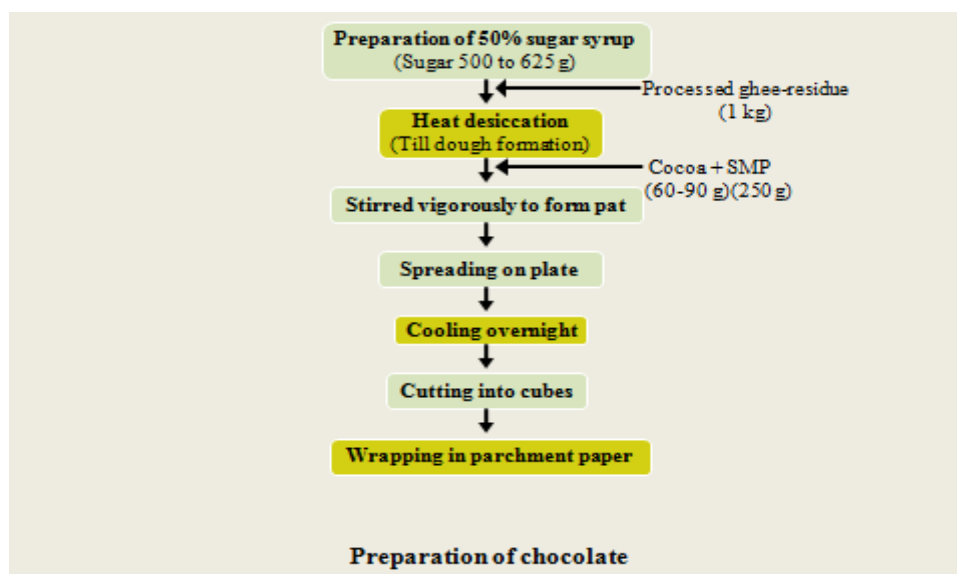 Preparation of 50% sugar syrup
(Sugar 500 to 625 g)
Processed ghee-residue
(1 kg)
Heat desiccation
(Till dough formation)
Cocoa + SMP
(60-90 g)(250 g)
Stirred vigorously to form pat
Spreading on plate
Cooling overnight
Cutting into cubes
Wrapping in parchment paper
Preparation of chocolate